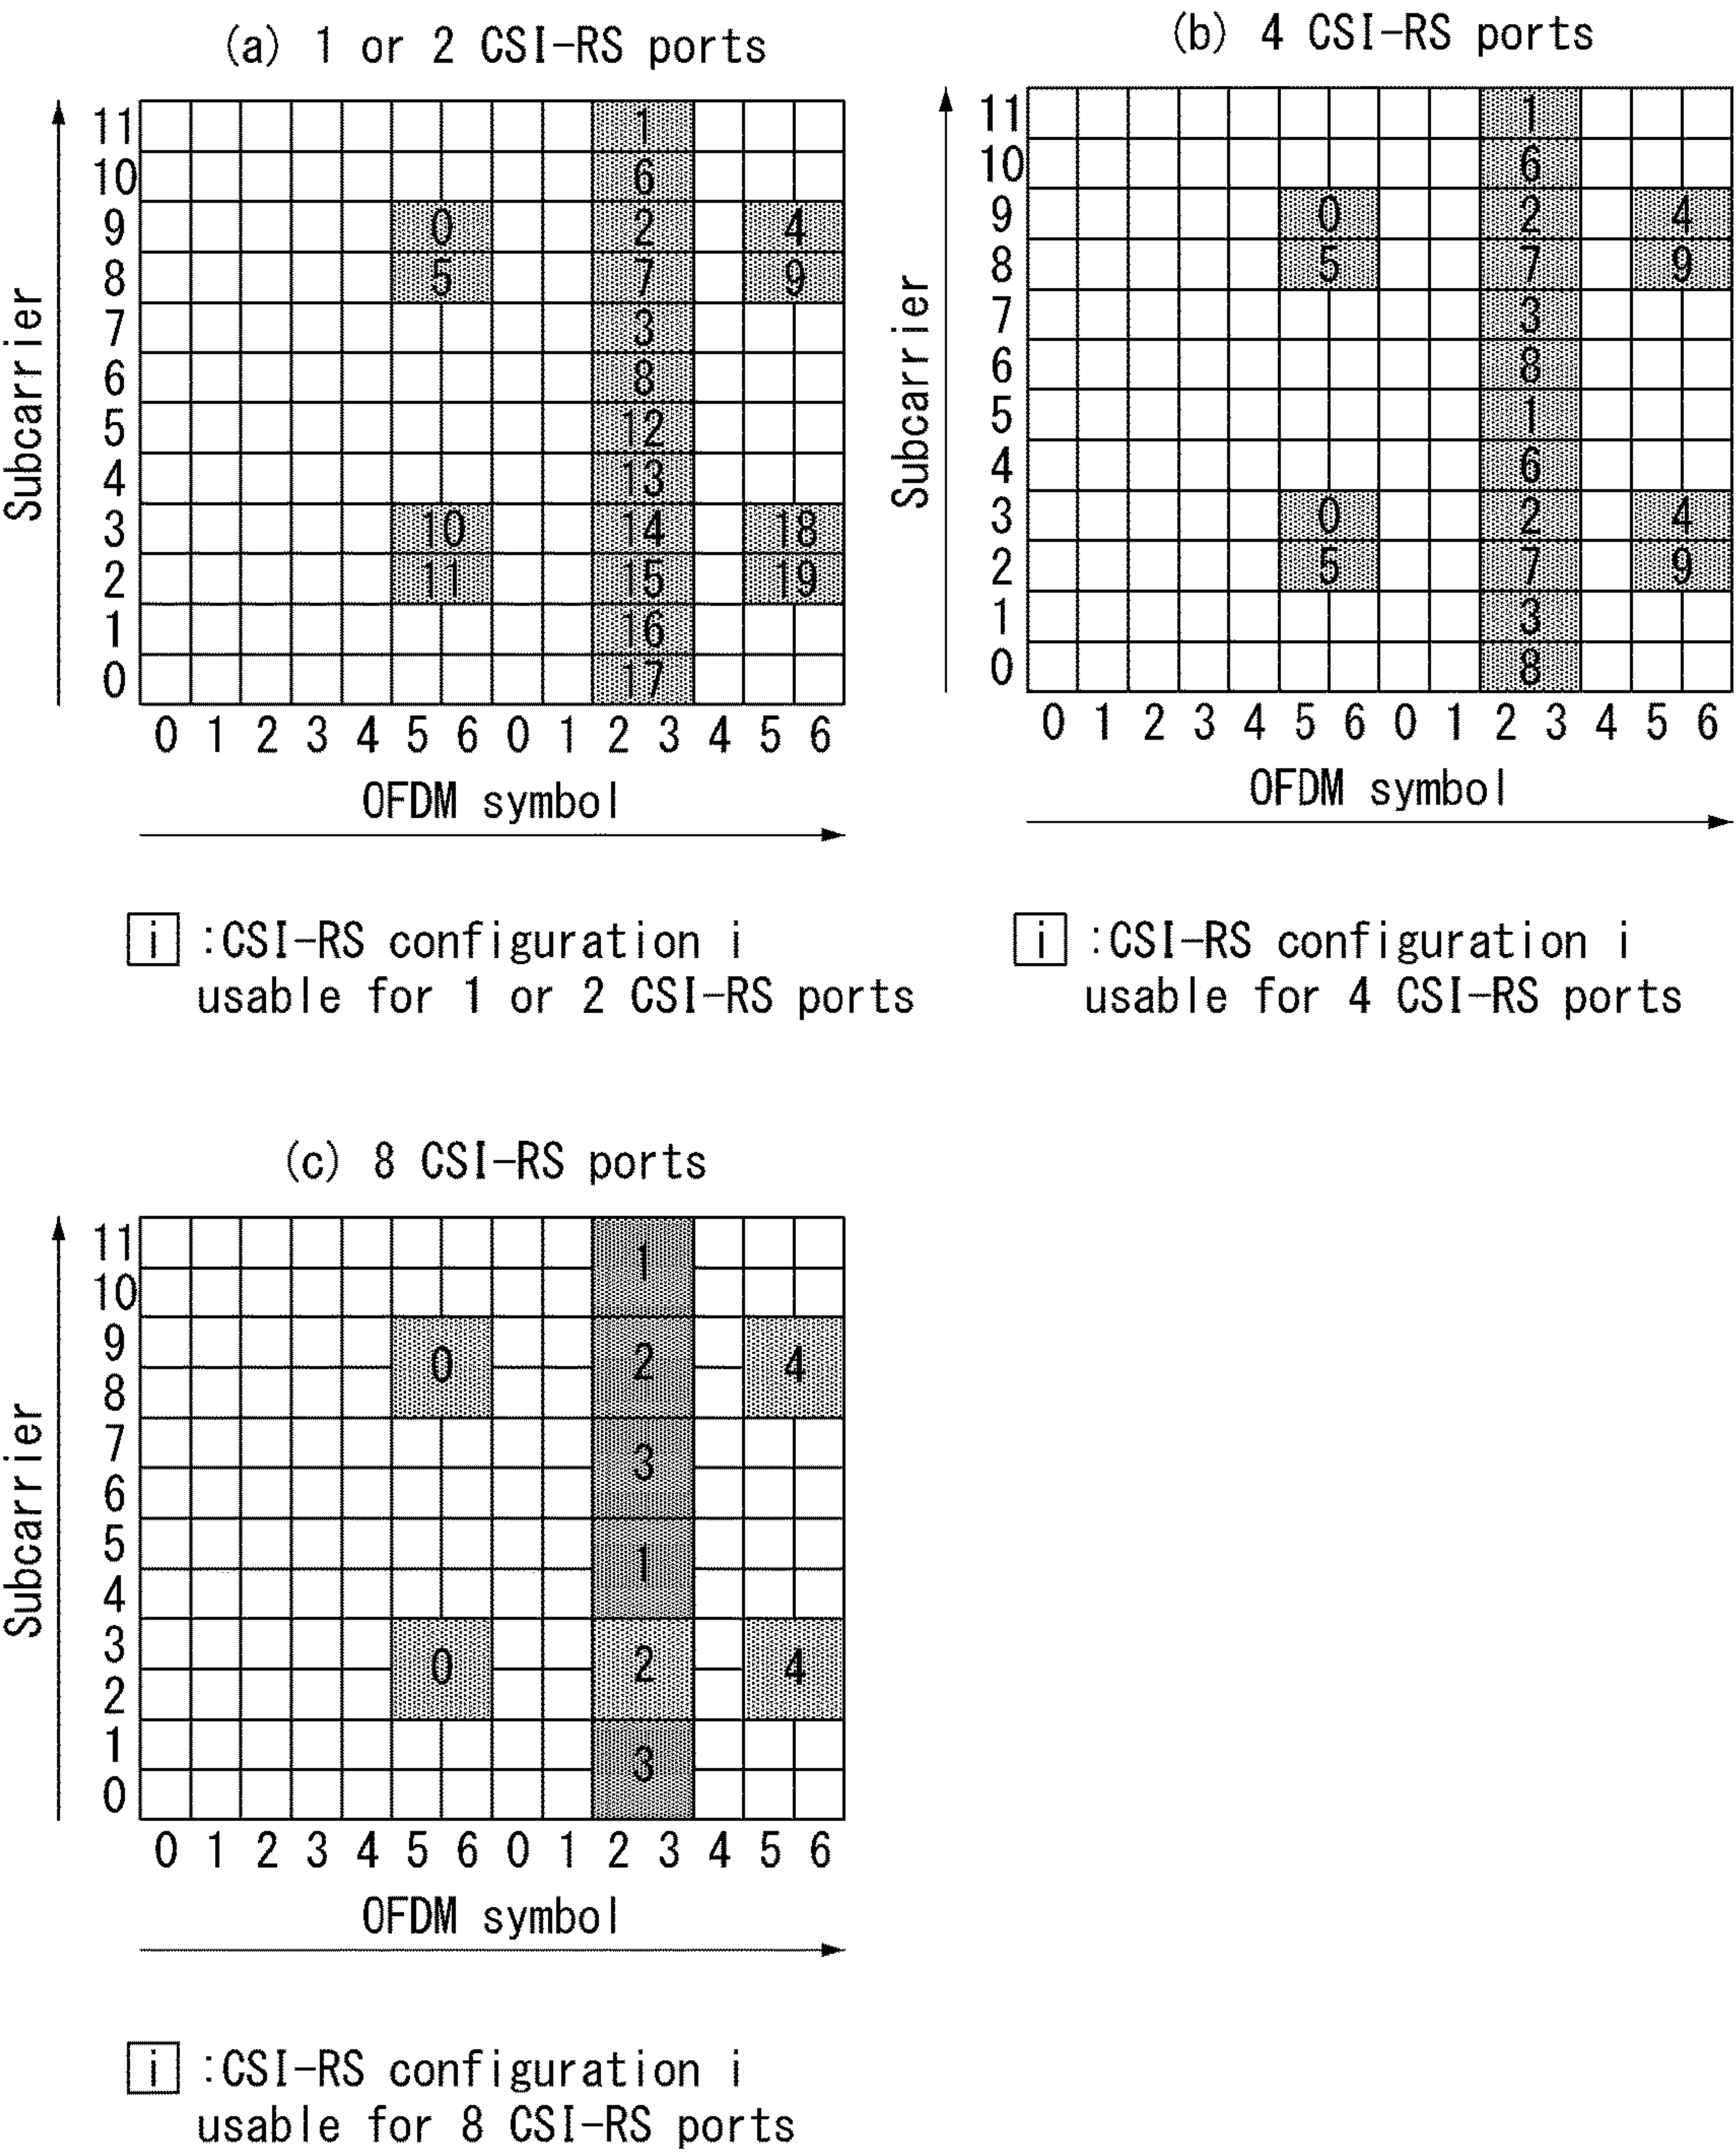 (a) 1 or 2 CSI-RS ports
Subcarrier
11 1
10 6
9 0 2 4
8 5 7 9
7 3
6 8
5 12
4 13
3 10 14 18
2 11 15 19
1 16
0 17
0 1 2 3 4 5 6 0 1 2 3 4 5 6
OFDM symbol
i :CSI-RS configuration i
usable for 1 or 2 CSI-RS ports
(b) 4 CSI-RS ports
Subcarrier
11 1
10 6
9 0 2 4
8 5 7 9
7 3
6 8
5 1
4 6
3 0 2 4
2 5 7 9
1 3
0 8
0 1 2 3 4 5 6 0 1 2 3 4 5 6
OFDM symbol
i :CSI-RS configuration i
usable for 4 CSI-RS ports
(c) 8 CSI-RS ports
Subcarrier
11
1
10
9
0 2 4
8
7
3
6
5
1
4
3
0 2 4
2
1
3
0
0 1 2 3 4 5 6 0 1 2 3 4 5 6
OFDM symbol
i :CSI-RS configuration i
usable for 8 CSI-RS ports